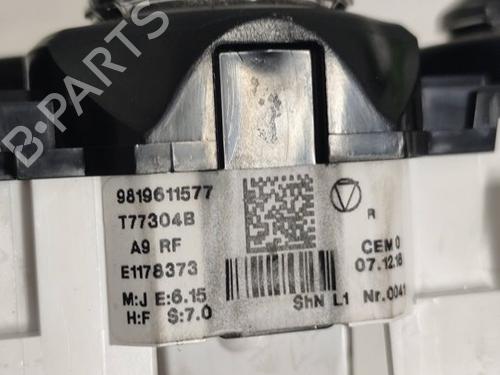 B-PARTS
9819611577
T77304B
A9 RF
E1178373
M:J E:6.15
H:F S:7.0
R
CEM 0
07.12.18
ShN L1 Nr.0041